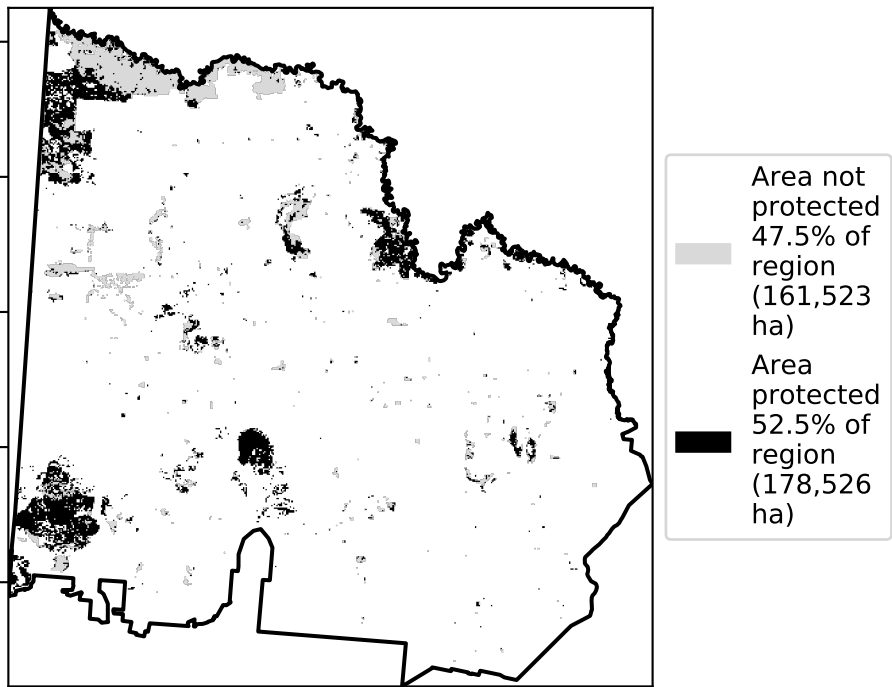 Area not
protected
47.5% of
region
(161,523
ha)
Area
protected
52.5% of
region
(178,526
ha)